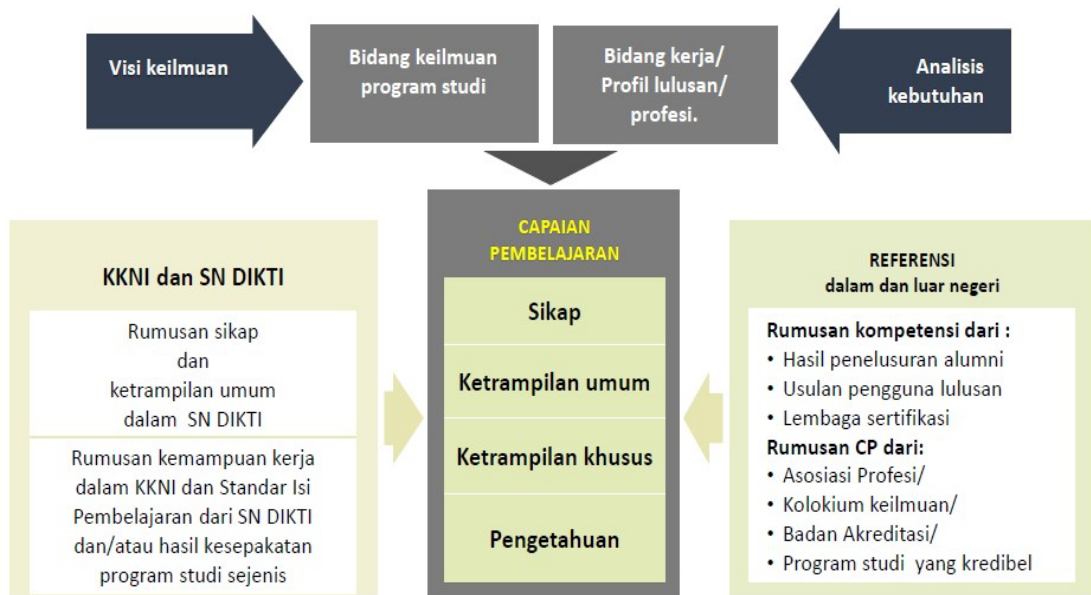 Visi keilmuan
Bidang keilmuan
program studi
Bidang kerja/
Profil lulusan/
profesi.
Analisis
kebutuhan
KKNI dan SN DIKTI
Rumusan sikap
dan
ketrampilan umum
dalam SN DIKTI
Rumusan kemampuan kerja
dalam KKNI dan Standar Isi
Pembelajaran dari SN DIKTI
dan/atau hasil kesepakatan
program studi sejenis
CAPAIAN
PEMBELAJARAN
Sikap
Ketrampilan umum
Ketrampilan khusus
Pengetahuan
REFERENSI
dalam dan luar negeri
Rumusan kompetensi dari :
• Hasil penelusuran alumni
• Usulan pengguna lulusan
• Lembaga sertifikasi
Rumusan CP dari:
• Asosiasi Profesi/
• Kolokium keilmuan/
• Badan Akreditasi/
• Program studi yang kredibel